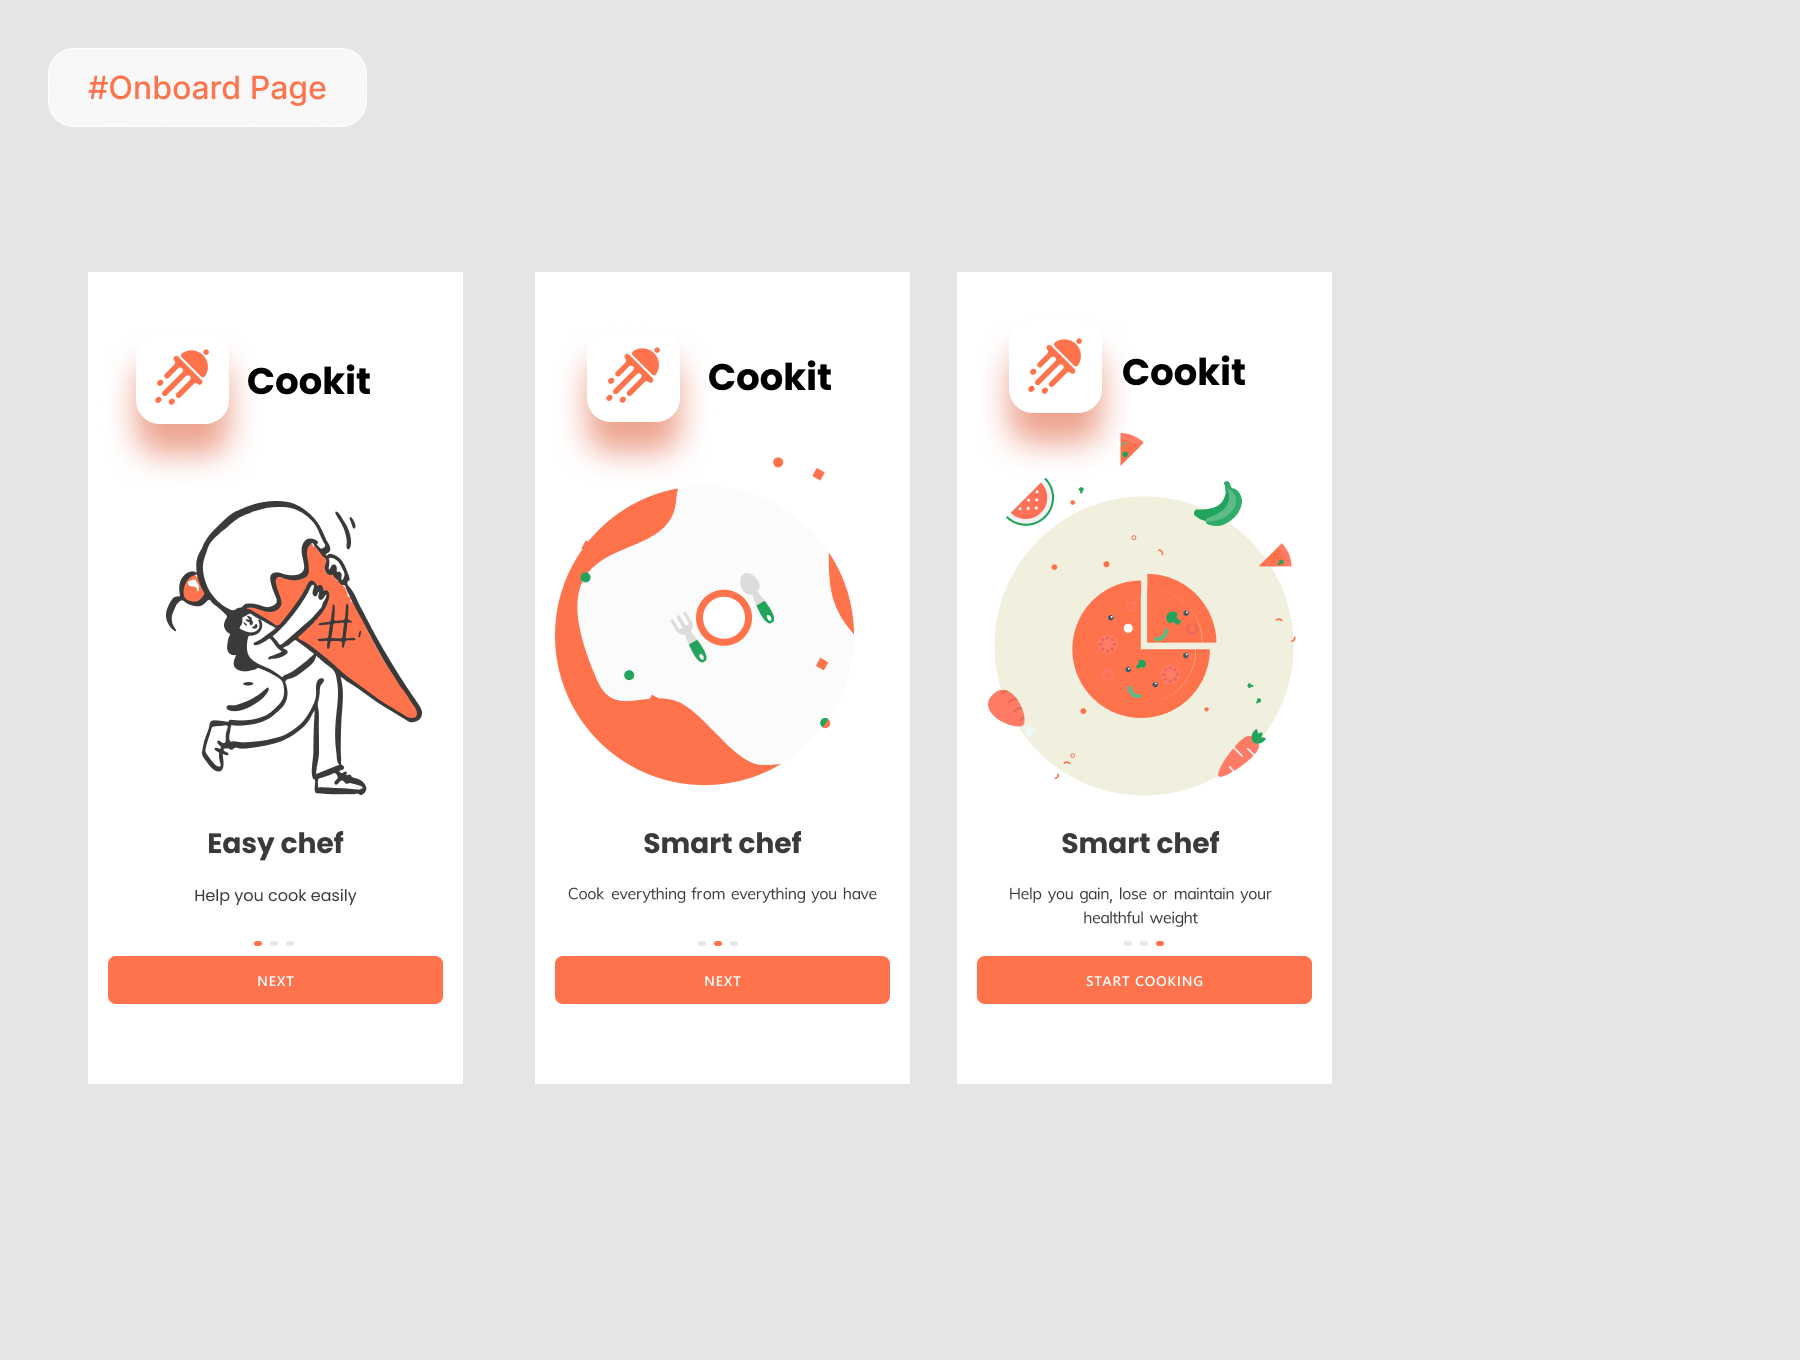 #Onboard Page
Cookit
Easy chef
Help you cook easily
NEXT
Cookit
Smart chef
Cook everything from everything you have
NEXT
Cookit
Smart chef
Help you gain, lose or maintain your
healthful weight
START COOKING